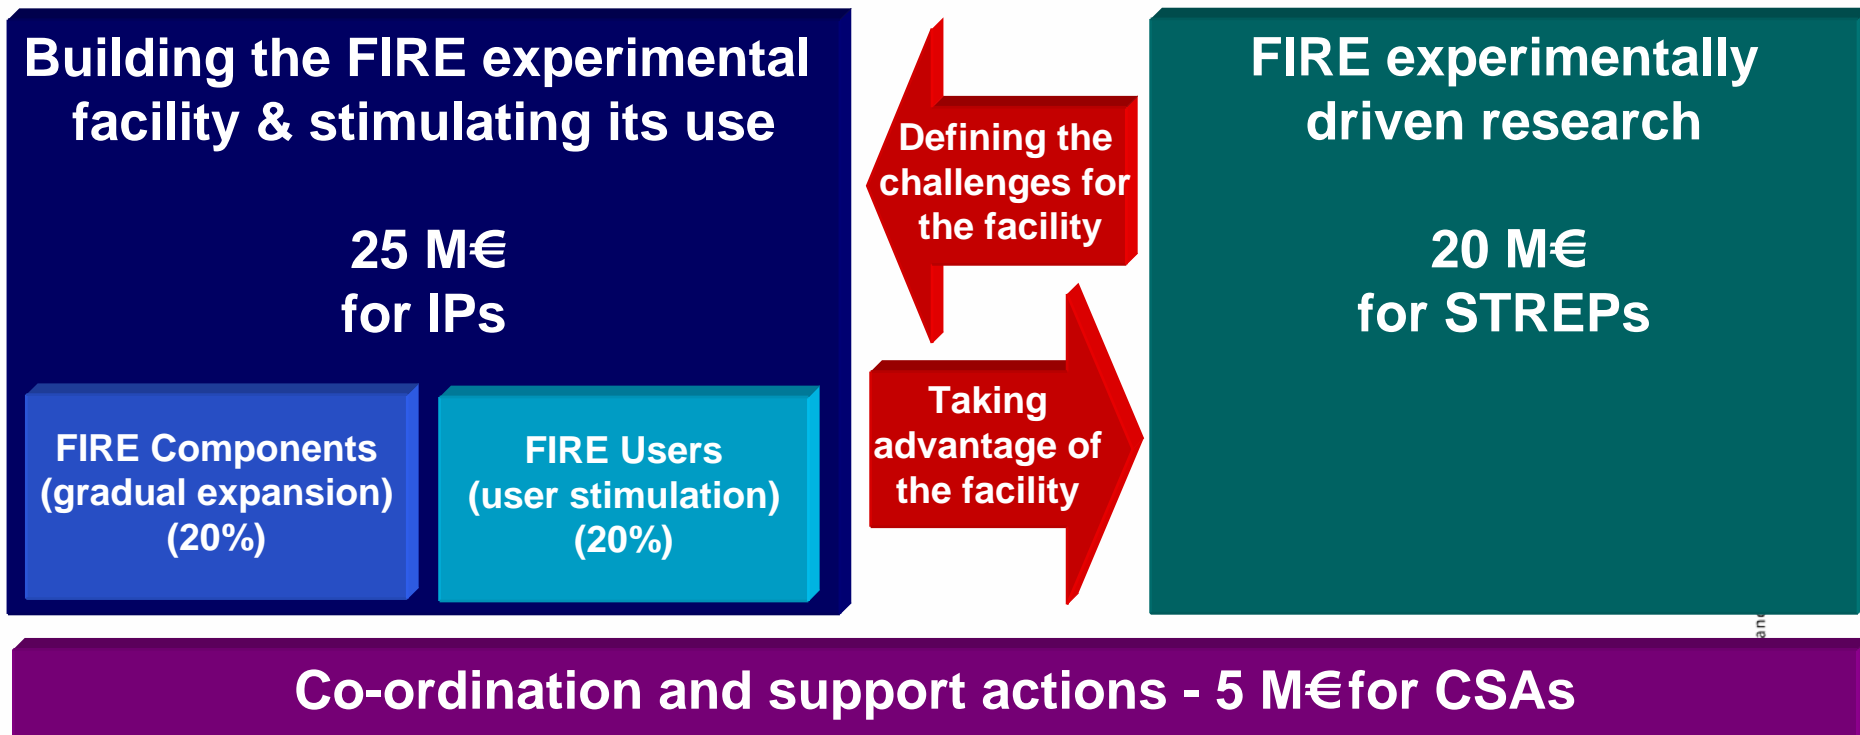 Building the FIRE experimental
facility & stimulating its use
25 M€
for IPs
FIRE Components
(gradual expansion)
(20%)
FIRE Users
(user stimulation)
(20%)
Defining the
challenges for
the facility
Taking
advantage of
the facility
FIRE experimentally
driven research
20 M€
for STREPs
Co-ordination and support actions - 5 M€for CSAs